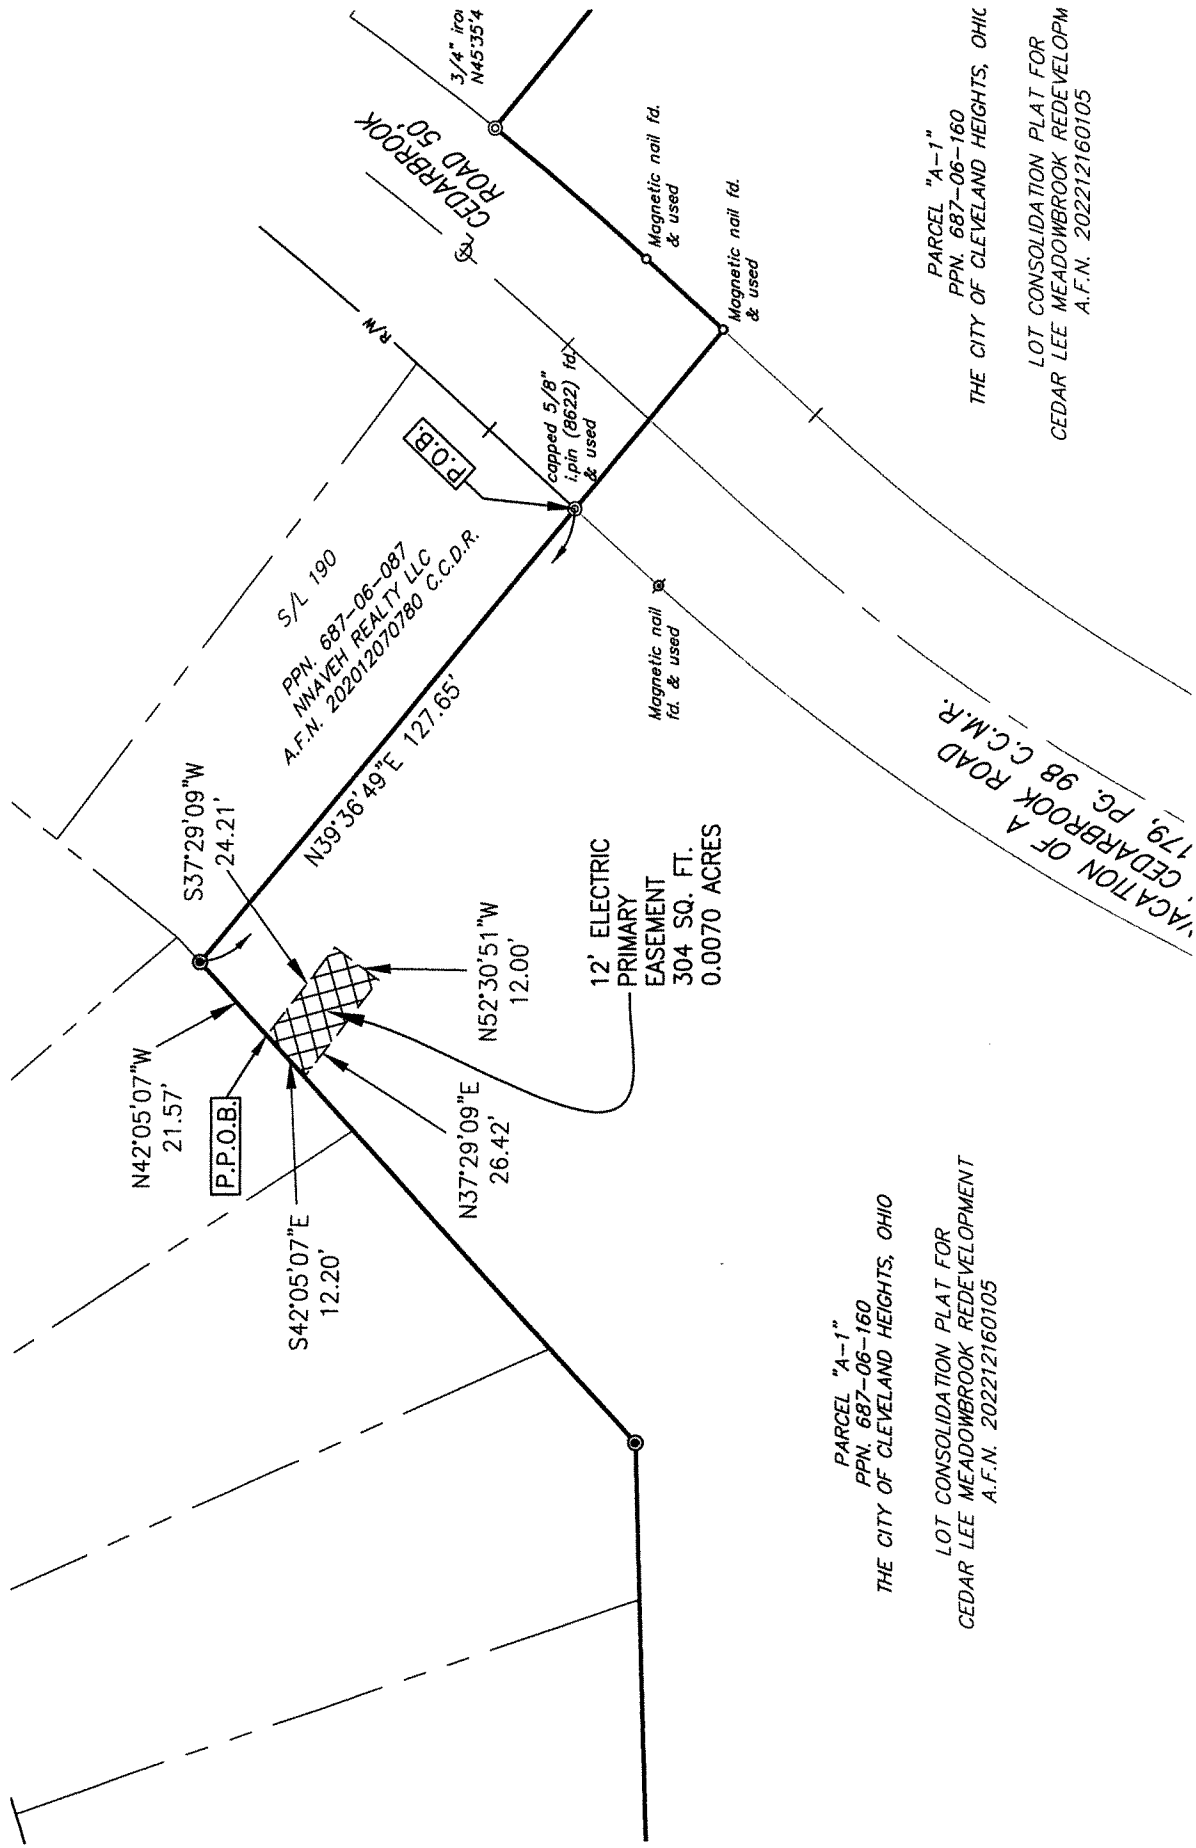 3/4" iro
N45°35'4
CEDARBROOK
ROAD 50'
Magnetic nail fd.
& used
Magnetic nail fd.
& used
R/W
P.O.B.
capped 5/8"
i.pin (8622) fd.
& used
S/L 190
PPN. 687-06-087
NNAVEH REALTY LLC
A.F.N. 202012070780 C.C.D.R.
Magnetic nail
fd. & used
N39°36'49"E 127.65'
S37°29'09"W
24.21'
N52°30'51"W
12.00'
12' ELECTRIC
PRIMARY
EASEMENT
304 SQ. FT.
0.0070 ACRES
N42°05'07"W
21.57'
P.P.O.B.
N37°29'09"E
26.42'
S42°05'07"E
12.20'
VACATION OF A
CEDARBROOK ROAD
179, PG. 98 C.C.M.R.
PARCEL "A-1"
PPN. 687-06-160
THE CITY OF CLEVELAND HEIGHTS, OHIO
LOT CONSOLIDATION PLAT FOR
CEDAR LEE MEADOWBROOK REDEVELOPM
A.F.N. 202212160105
PARCEL "A-1"
PPN. 687-06-160
THE CITY OF CLEVELAND HEIGHTS, OHIO
LOT CONSOLIDATION PLAT FOR
CEDAR LEE MEADOWBROOK REDEVELOPMENT
A.F.N. 202212160105